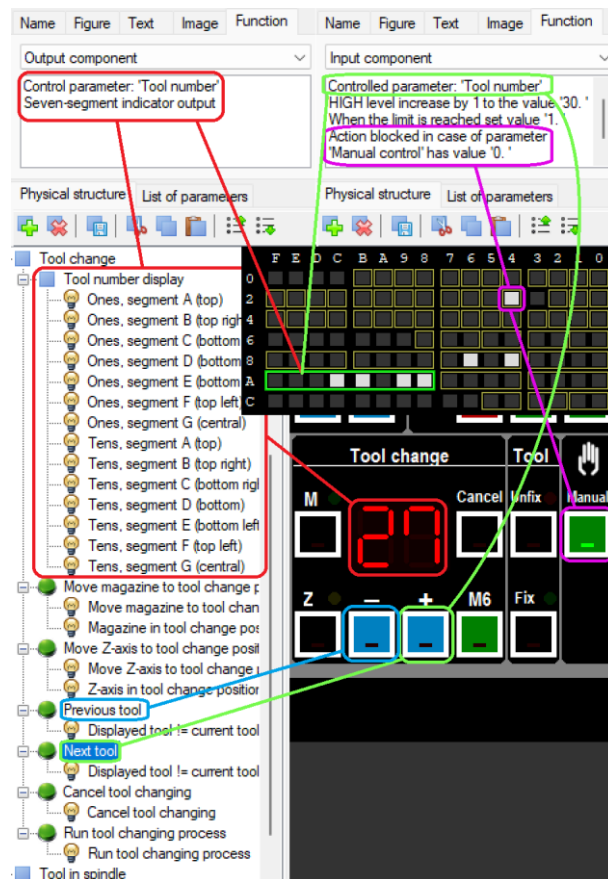 Name Figure Text Image Function
Output component
Control parameter: 'Tool number'
Seven-segment indicator output
Physical structure List of parameters
Name Figure Text Image Function
Input component
Controlled parameter: 'Tool number'
HIGH level increase by 1 to the value '30. '
When the limit is reached set value '1. '
Action blocked in case of parameter
'Manual control' has value '0. '
Physical structure List of parameters
Tool change
Tool number display
Ones, segment A (top)
Ones, segment B (top righ
Ones, segment C (bottom
Ones, segment D (bottom
Ones, segment E (bottom
Ones, segment F (top left)
Ones, segment G (central)
Tens, segment A (top)
Tens, segment B (top right)
Tens, segment C (bottom rigl
Tens, segment D (bottom)
Tens, segment E (bottom left
Tens, segment F (top left)
Tens, segment G (central)
Move magazine to tool change p
Move magazine to tool chan
Magazine in tool change pos
Move Z-axis to tool change posit
Move Z-axis to tool change p
Z-axis in tool change position
Previous tool
Displayed tool != current tool
Next tool
Displayed tool != current tool
Cancel tool changing
Cancel tool changing
Run tool changing process
Run tool changing process
Tool in spindle
F E D C B A 9 8 7 6 5 4 3 2 1 0
0
2
4
6
8
A
C
Tool change Tool
M Cancel Unfix Manual
27
Z − + M6 Fix